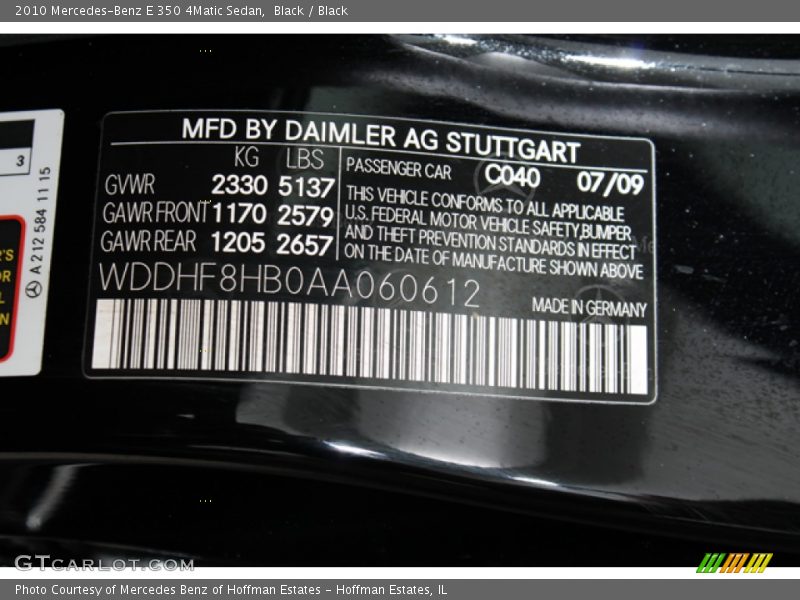 2010 Mercedes-Benz E 350 4Matic Sedan,  Black / Black
MFD BY DAIMLER AG STUTTGART
KG LBS
GVWR 2330 5137
GAWR FRONT 1170 2579
GAWR REAR 1205 2657
PASSENGER CAR C040 07/09
THIS VEHICLE CONFORMS TO ALL APPLICABLE
U.S. FEDERAL MOTOR VEHICLE SAFETY,BUMPER,
AND THEFT PREVENTION STANDARDS IN EFFECT
ON THE DATE OF MANUFACTURE SHOWN ABOVE
WDDHF8HB0AA060612
MADE IN GERMANY
3
A 212 584 11 15
GTCARLOT.COM
Photo Courtesy of Mercedes Benz of Hoffman Estates - Hoffman Estates, IL